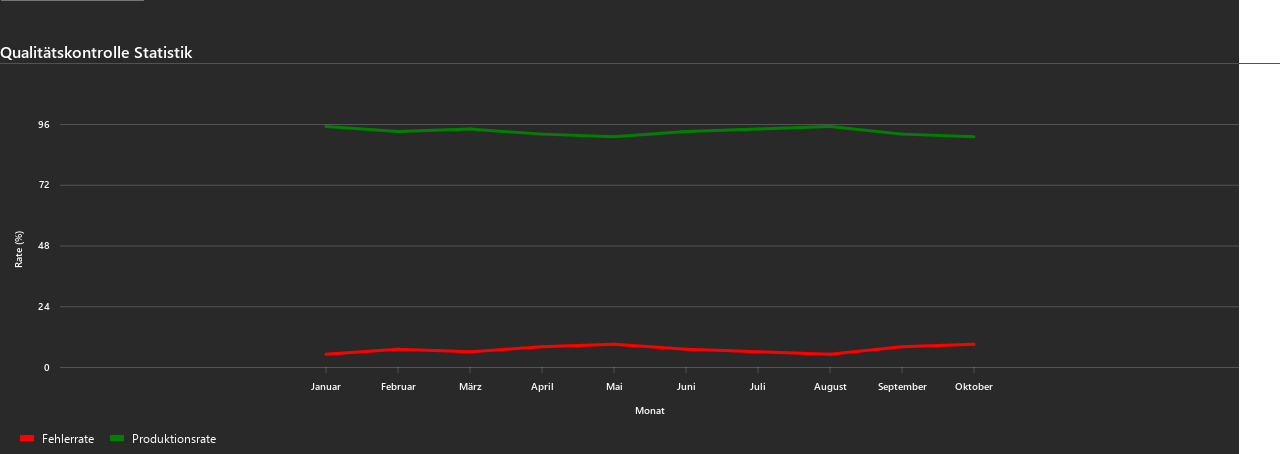 Qualitätskontrolle Statistik
96
72
48
24
0
Rate (%)
Januar Februar März April Mai Juni Juli August September Oktober
Monat
Fehlerrate Produktionsrate